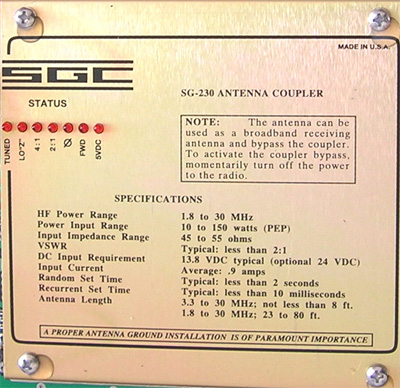 MADE IN U.S.A.
SGC
SG-230 ANTENNA COUPLER
STATUS
TUNED
LO"Z"
4:1
2:1
FWD
5VDC
NOTE: The antenna can be
used as a broadband receiving
antenna and bypass the coupler.
To activate the coupler bypass,
momentarily turn off the power
to the radio.
SPECIFICATIONS
HF Power Range 1.8 to 30 MHz
Power Input Range 10 to 150 watts (PEP)
Input Impedance Range 45 to 55 ohms
VSWR Typical: less than 2:1
DC Input Requirement 13.8 VDC typical (optional 24 VDC)
Input Current Average: .9 amps
Random Set Time Typical: less than 2 seconds
Recurrent Set Time Typical: less than 10 milliseconds
Antenna Length 3.3 to 30 MHz; not less than 8 ft.
1.8 to 30 MHz; 23 to 80 ft.
A PROPER ANTENNA GROUND INSTALLATION IS OF PARAMOUNT IMPORTANCE